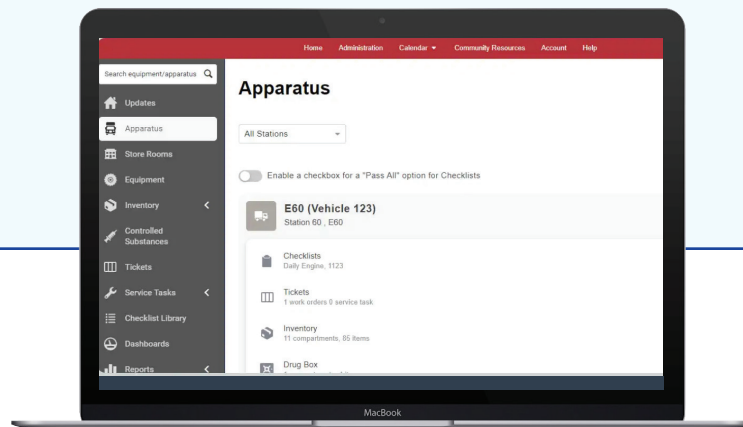 Home Administration Calendar Community Resources Account Help
Search equipment/apparatus
Updates
Apparatus
Store Rooms
Equipment
Inventory
Controlled
Substances
Tickets
Service Tasks
Checklist Library
Dashboards
Reports
Apparatus
All Stations
Enable a checkbox for a "Pass All" option for Checklists
E60 (Vehicle 123)
Station 60 , E60
Checklists
Daily Engine, 1123
Tickets
1 work orders 0 service task
Inventory
11 compartments, 85 items
Drug Box
MacBook